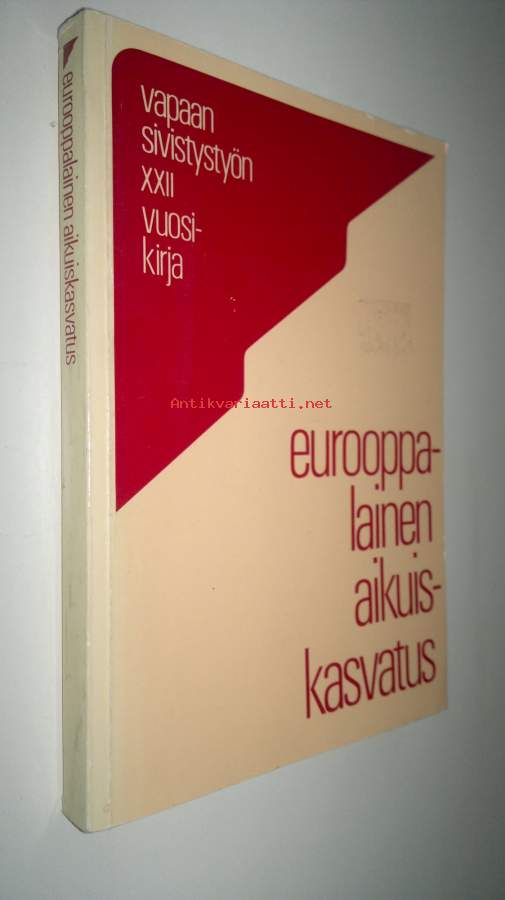 eurooppalainen aikuiskasvatus
vapaan
sivistystyön
XXII
vuosi-
kirja
Antikvariaatti.net
eurooppa-
lainen
aikuis-
kasvatus